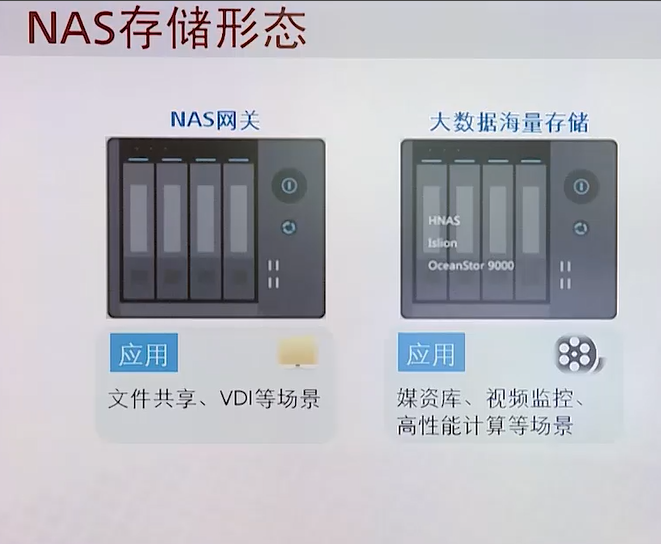 NAS存储形态
NAS网关
大数据海量存储
HNAS
Islion
OceanStor 9000
应用
文件共享、VDI等场景
应用
媒资库、视频监控、
高性能计算等场景